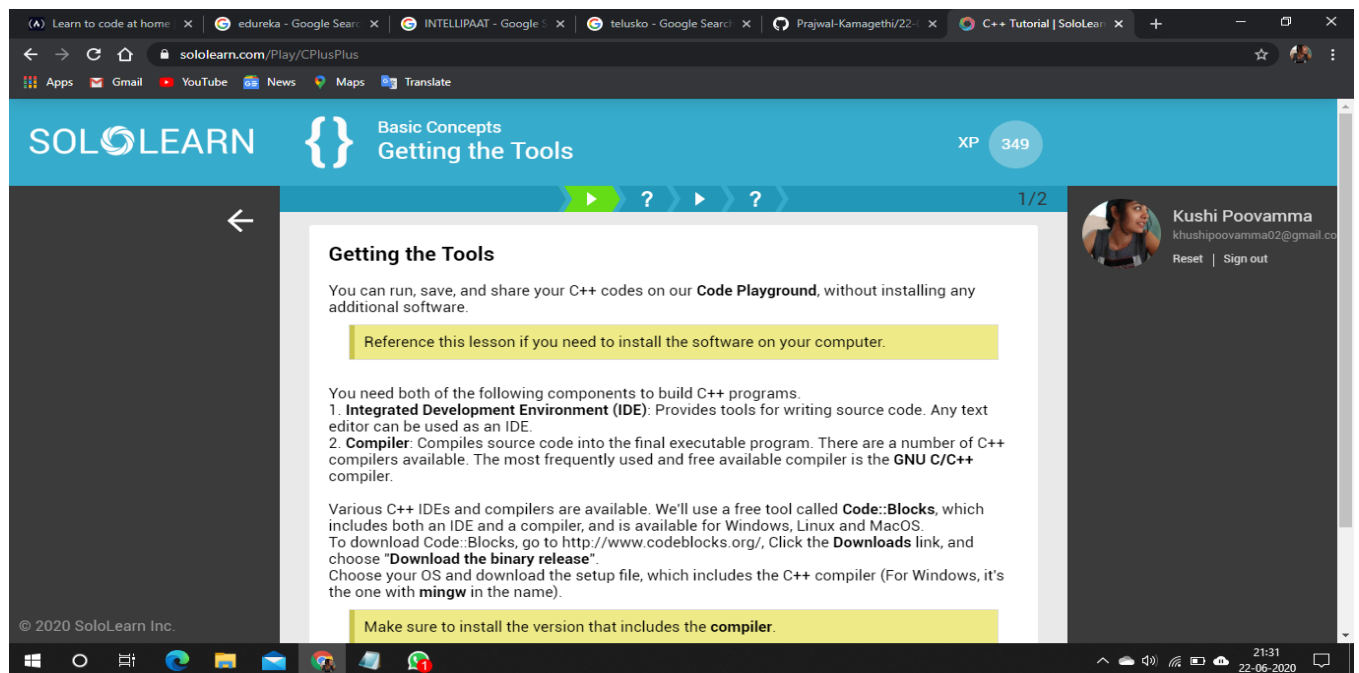 Learn to code at home
edureka - Google Searc
INTELLIPAAT - Google S
telusko - Google Search
Prajwal-Kamagethi/22-
C++ Tutorial | SoloLearn
sololearn.com/Play/CPlusPlus
Apps Gmail YouTube News Maps Translate
SOLOLEARN
{}
Basic Concepts
Getting the Tools
XP 349
? ?
1/2
Kushi Poovamma
khushipoovamma02@gmail.co
Reset | Sign out
Getting the Tools
You can run, save, and share your C++ codes on our Code Playground, without installing any
additional software.
Reference this lesson if you need to install the software on your computer.
You need both of the following components to build C++ programs.
1. Integrated Development Environment (IDE): Provides tools for writing source code. Any text
editor can be used as an IDE.
2. Compiler: Compiles source code into the final executable program. There are a number of C++
compilers available. The most frequently used and free available compiler is the GNU C/C++
compiler.
Various C++ IDEs and compilers are available. We'll use a free tool called Code::Blocks, which
includes both an IDE and a compiler, and is available for Windows, Linux and MacOS.
To download Code::Blocks, go to http://www.codeblocks.org/, Click the Downloads link, and
choose "Download the binary release".
Choose your OS and download the setup file, which includes the C++ compiler (For Windows, it's
the one with mingw in the name).
Make sure to install the version that includes the compiler.
© 2020 SoloLearn Inc.
1
21:31
22-06-2020